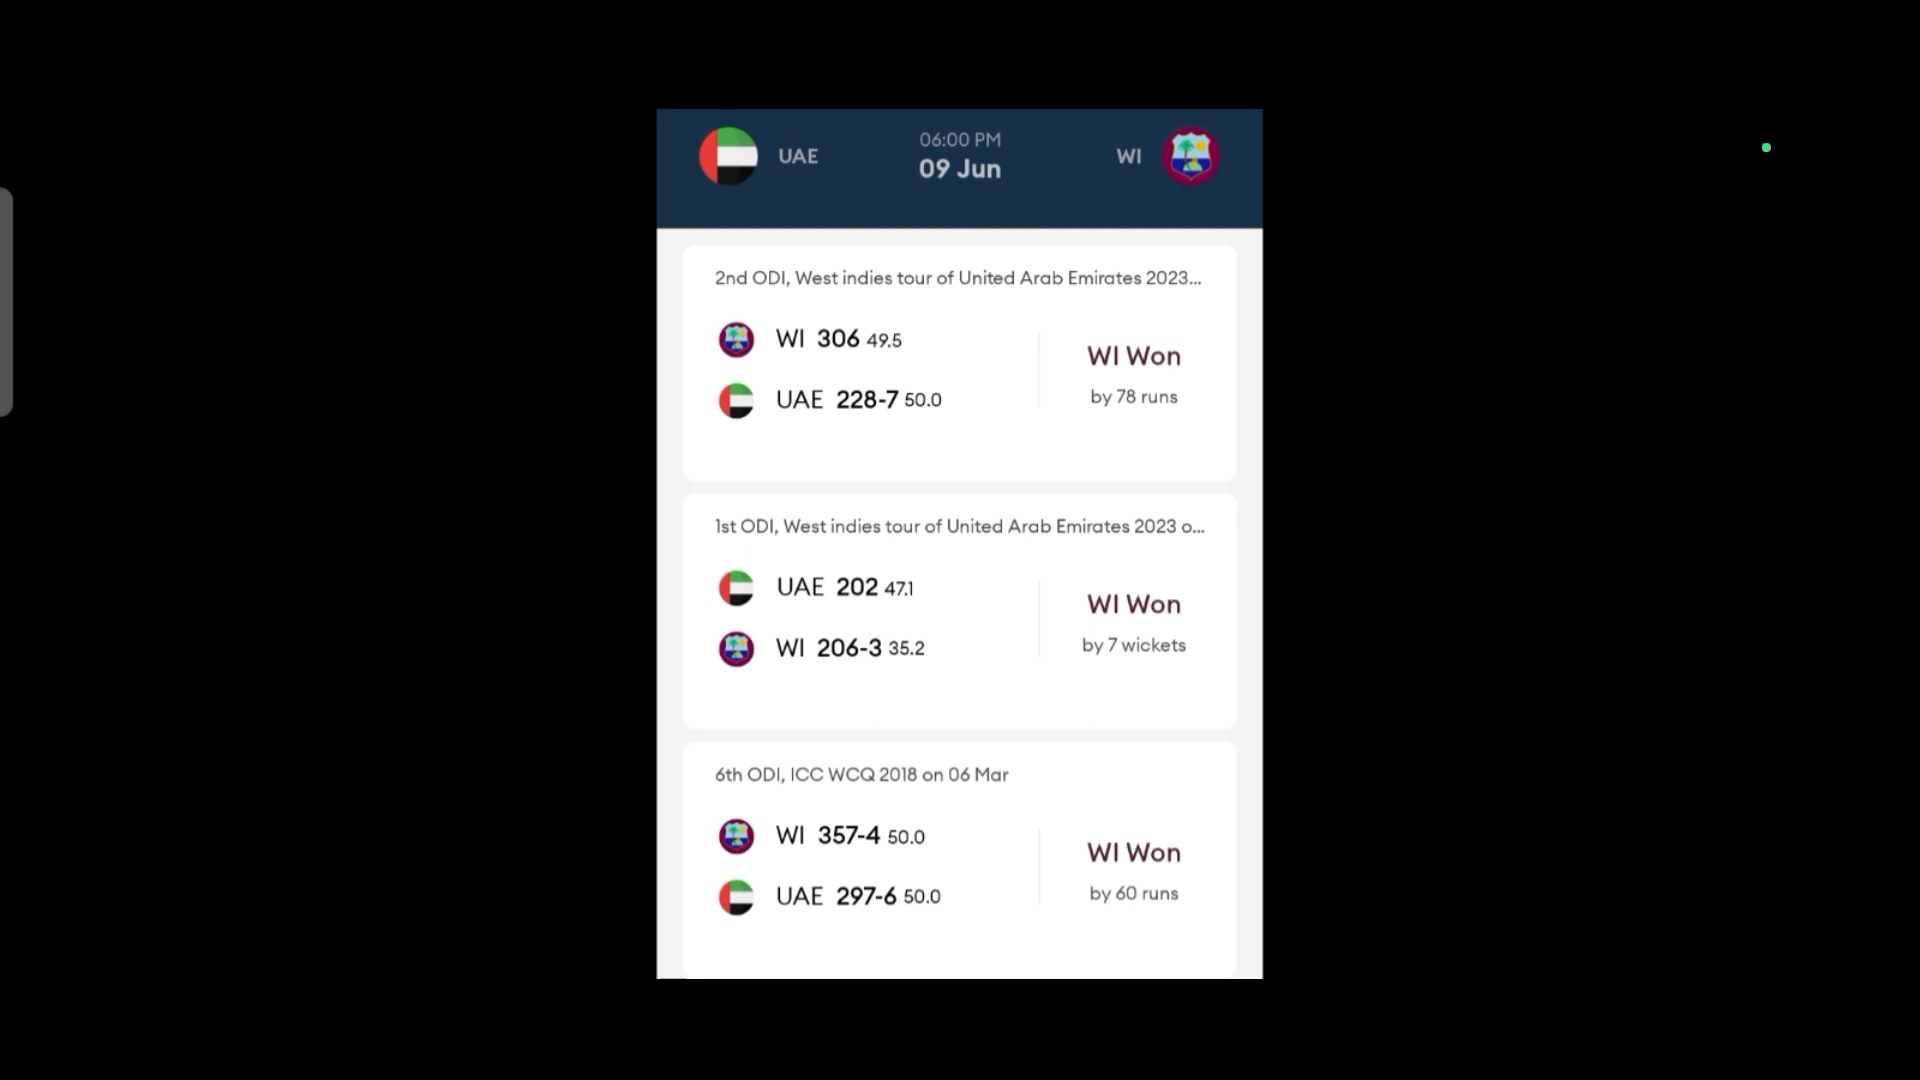 UAE 06:00 PM WI
09 Jun
2nd ODI, West indies tour of United Arab Emirates 2023...
WI 306 49.5
WI Won
UAE 228-7 50.0
by 78 runs
1st ODI, West indies tour of United Arab Emirates 2023 o...
UAE 202 47.1
WI Won
WI 206-3 35.2
by 7 wickets
6th ODI, ICC WCQ 2018 on 06 Mar
WI 357-4 50.0
WI Won
UAE 297-6 50.0
by 60 runs